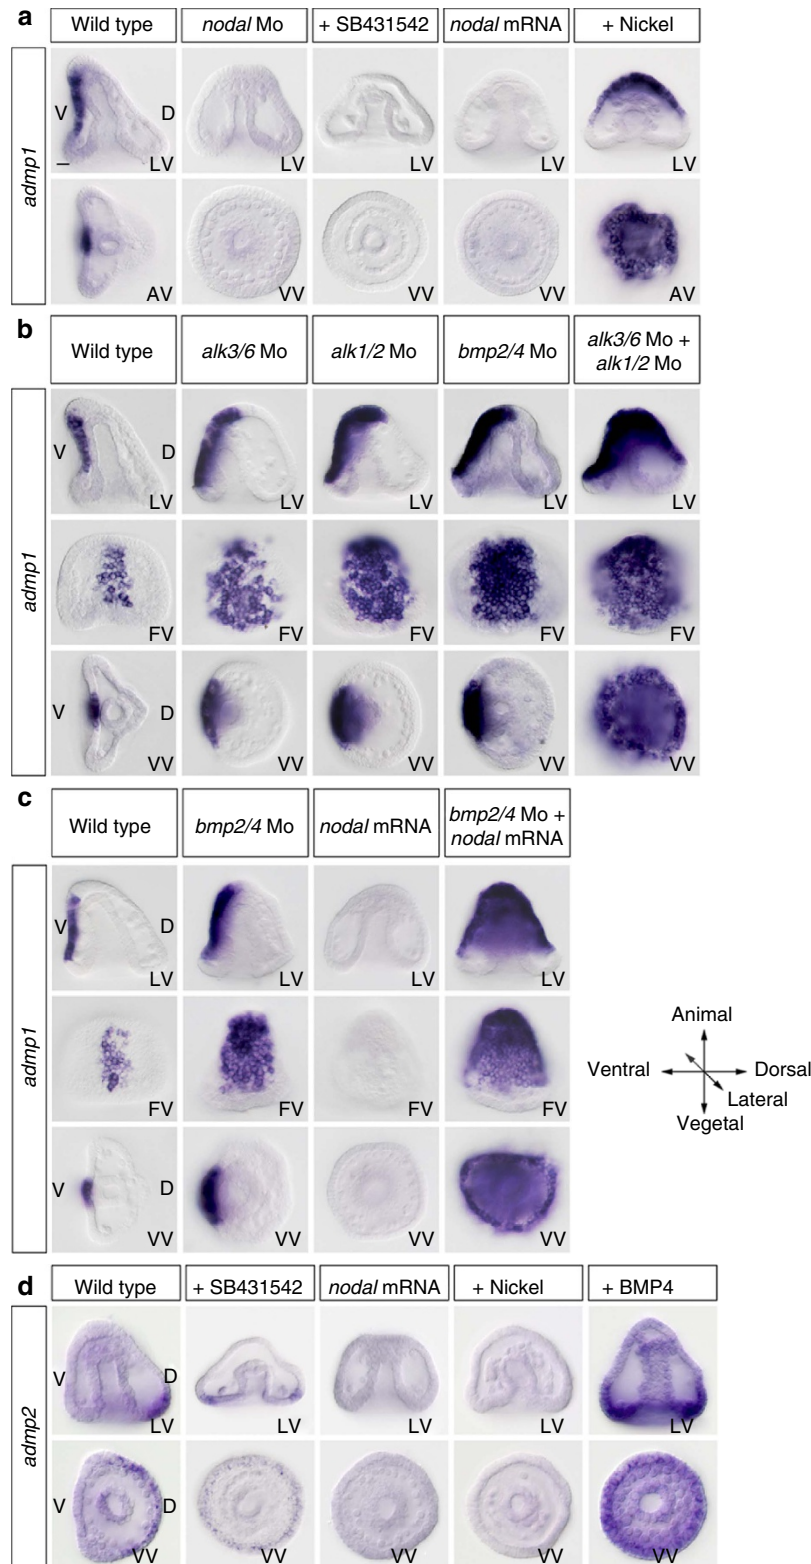 a
Wild type
nodal Mo
+ SB431542
nodal mRNA
+ Nickel
admp1
V
D
LV
LV
LV
LV
LV
AV
VV
VV
VV
AV
b
Wild type
alk3/6 Mo
alk1/2 Mo
bmp2/4 Mo
alk3/6 Mo +
alk1/2 Mo
admp1
V
D
LV
LV
LV
LV
LV
FV
FV
FV
FV
FV
V
D
VV
VV
VV
VV
VV
c
Wild type
bmp2/4 Mo
nodal mRNA
bmp2/4 Mo +
nodal mRNA
admp1
V
D
LV
LV
LV
LV
FV
FV
FV
FV
V
D
VV
VV
VV
VV
Animal
Ventral
Dorsal
Lateral
Vegetal
d
Wild type
+ SB431542
nodal mRNA
+ Nickel
+ BMP4
admp2
V
D
LV
LV
LV
LV
LV
V
D
VV
VV
VV
VV
VV